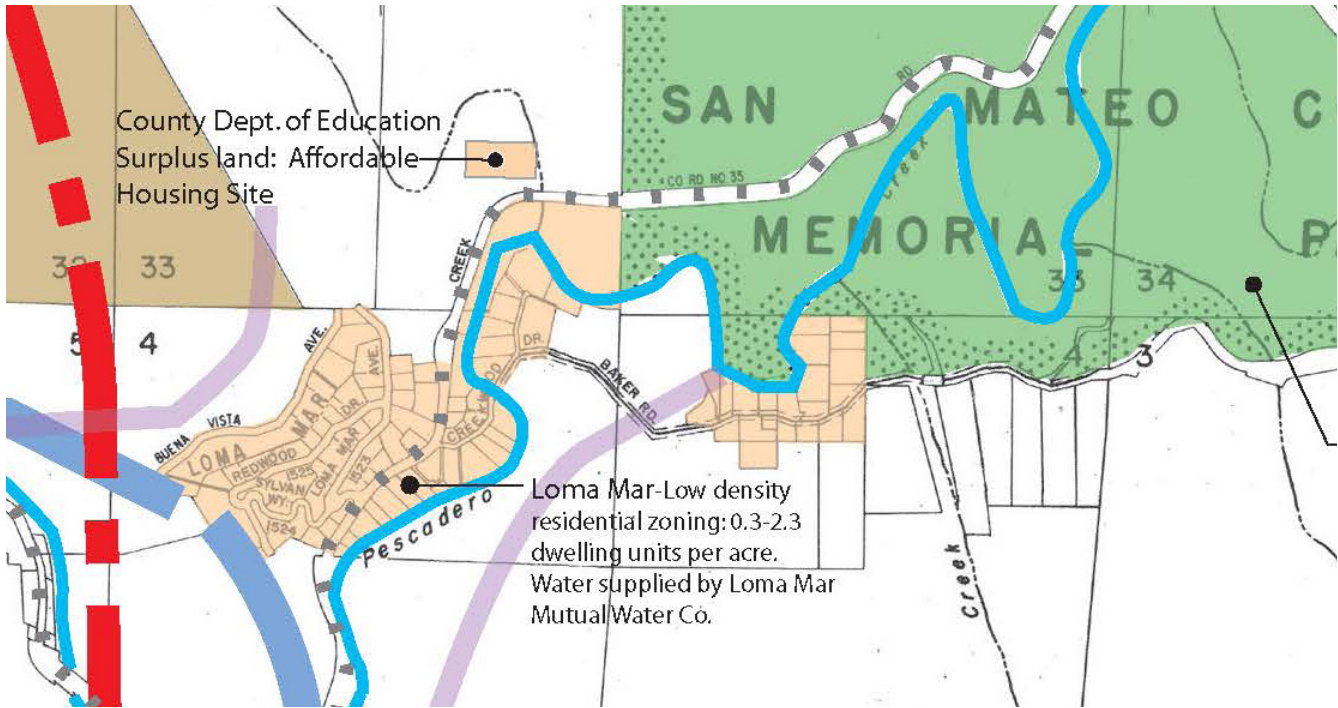 County Dept. of Education
Surplus land: Affordable
Housing Site
SAN MATEO C
RD
CO RD NO 35
Creek
MEMORIAL P
32 33
33 34
5 4
4 3
CREEK
AVE.
AVE.
DR.
BAKER RD.
BUENA VISTA
LOMA MAR
REDWOOD DR
SYLVAN WY.
LOMA MAR
1525
1523
1524
CREEKWOOD
Pescadero
Loma Mar-Low density
residential zoning: 0.3-2.3
dwelling units per acre.
Water supplied by Loma Mar
Mutual Water Co.
Creek